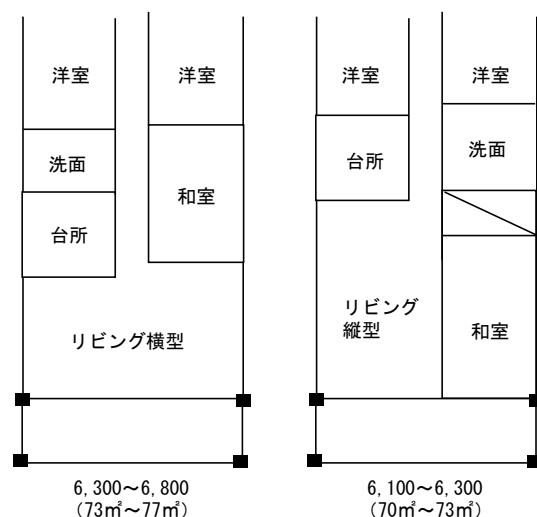 洋室
洋室
洗面
和室
台所
リビング横型
6,300～6,800
（73㎡～77㎡）
洋室
洋室
台所
洗面
リビング
縦型
和室
6,100～6,300
（70㎡～73㎡）